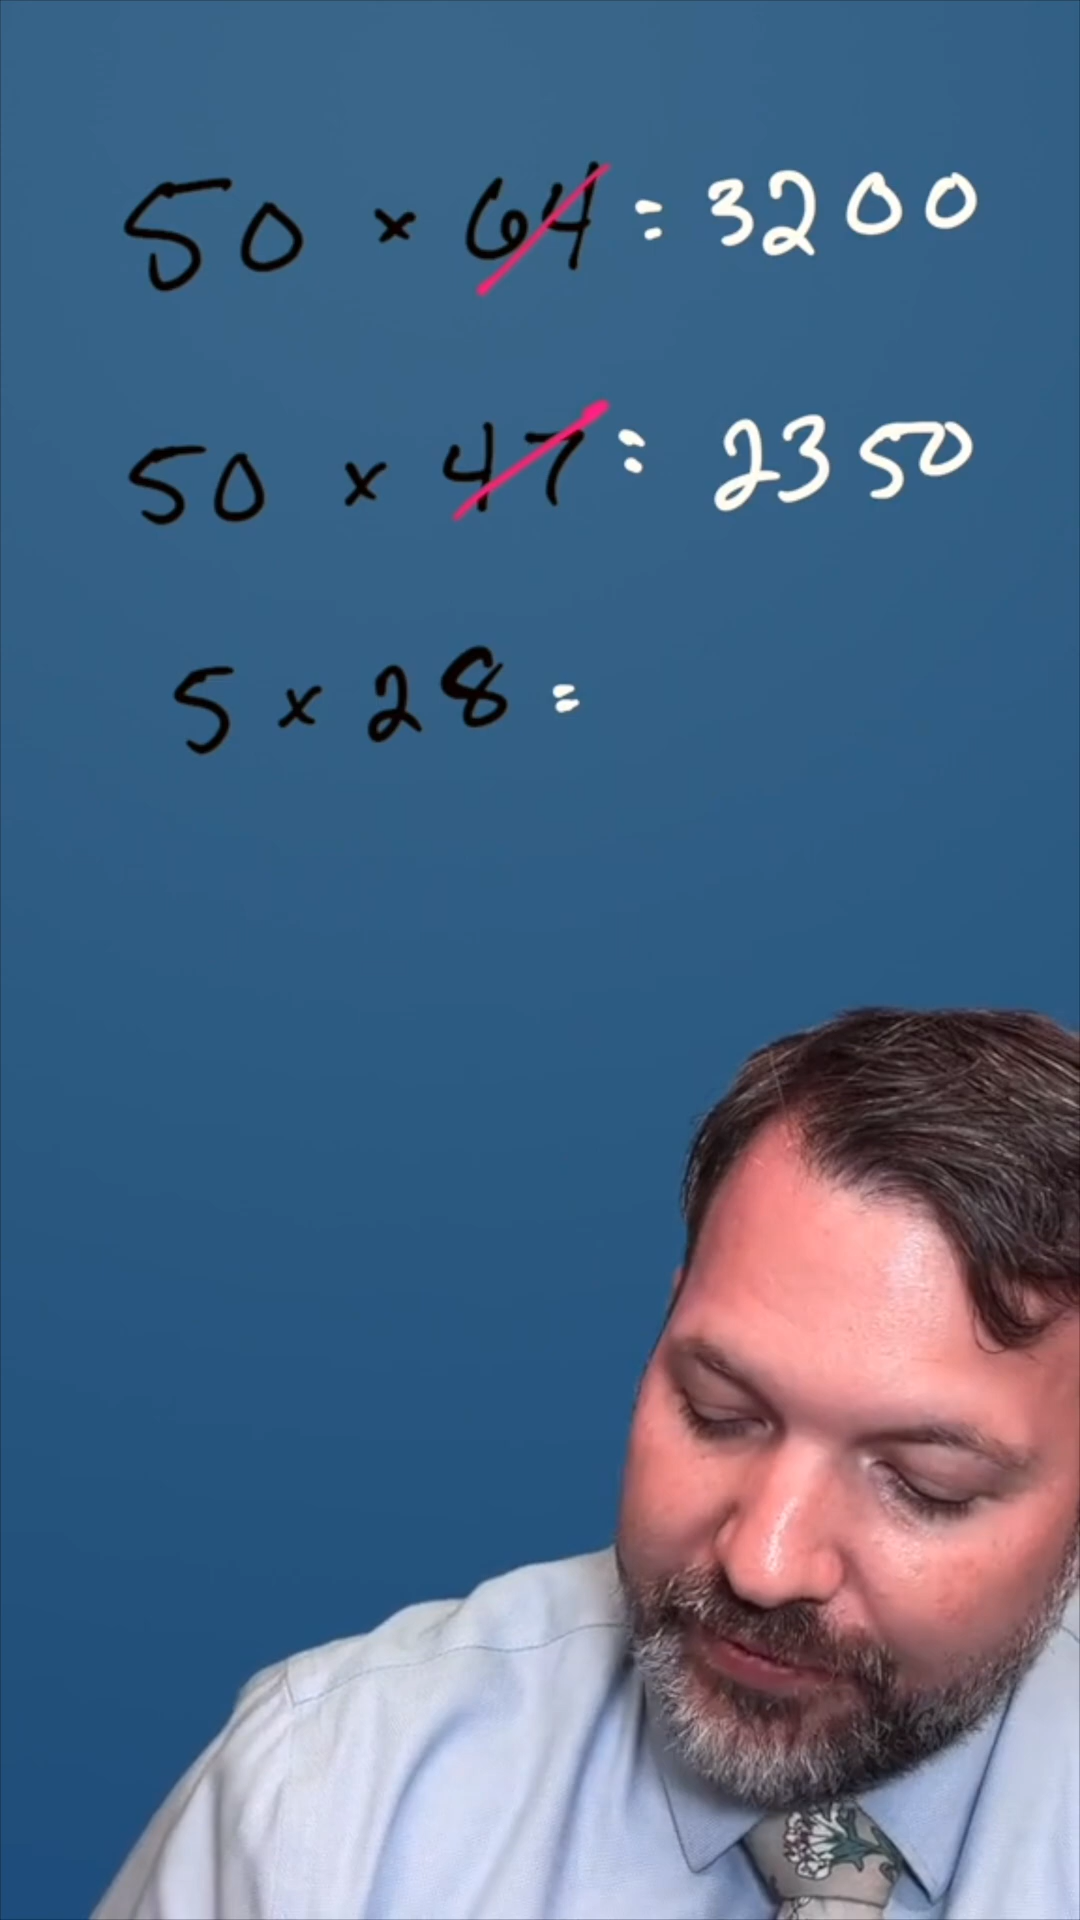 50 × 64 = 3200
50 × 47 = 2350
5 × 28 =